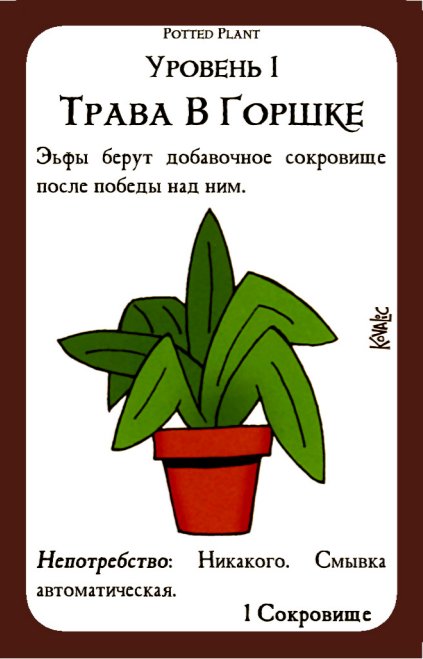 Potted Plant
Уровень 1
Трава В Горшке
Эьфы берут добавочное сокровище
после победы над ним.
Kovalic
Непотребство: Никакого. Смывка
автоматическая.
1 Сокровище